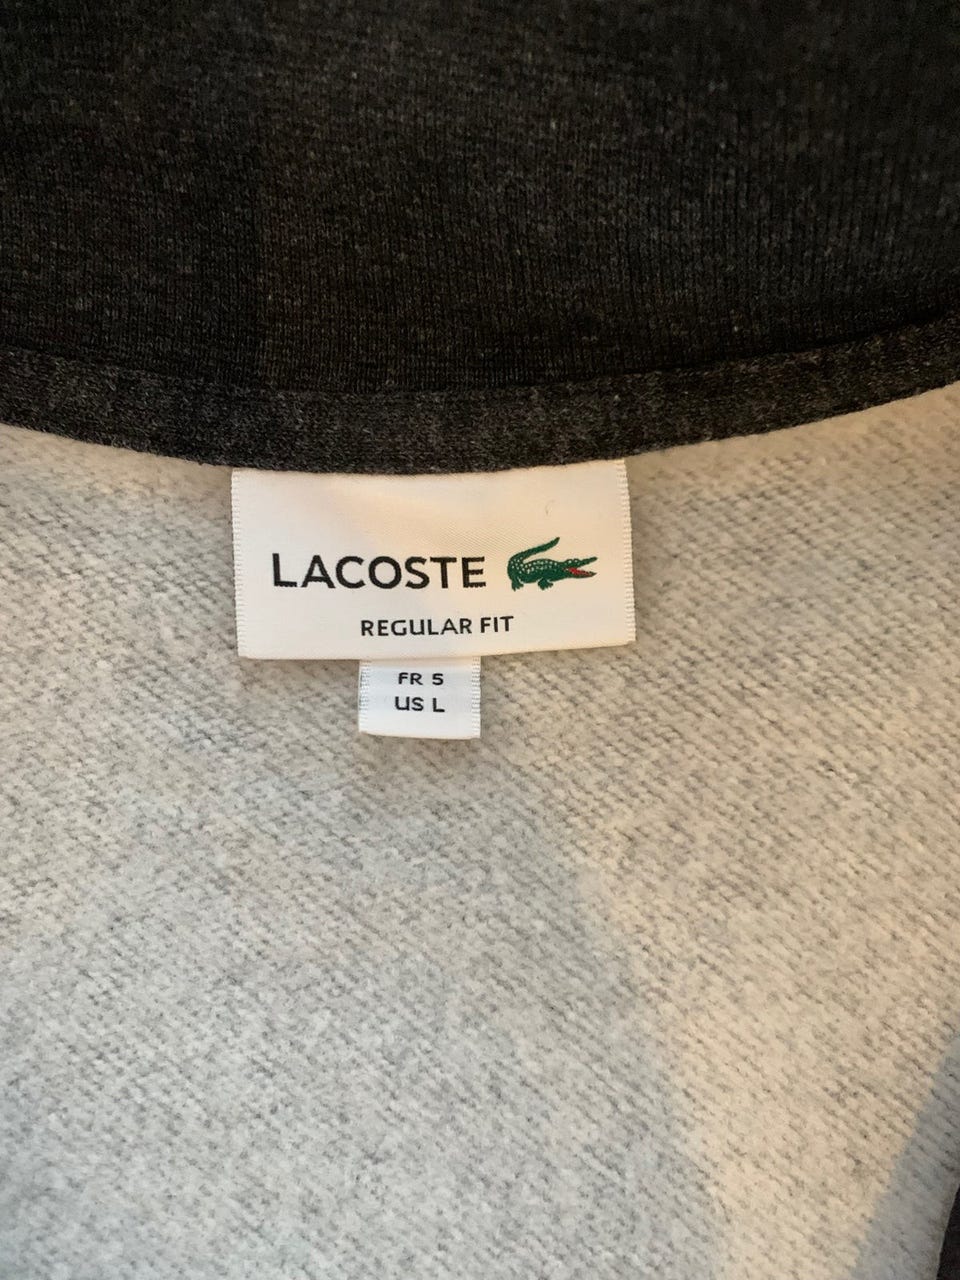 LACOSTE
REGULAR FIT
FR 5
US L